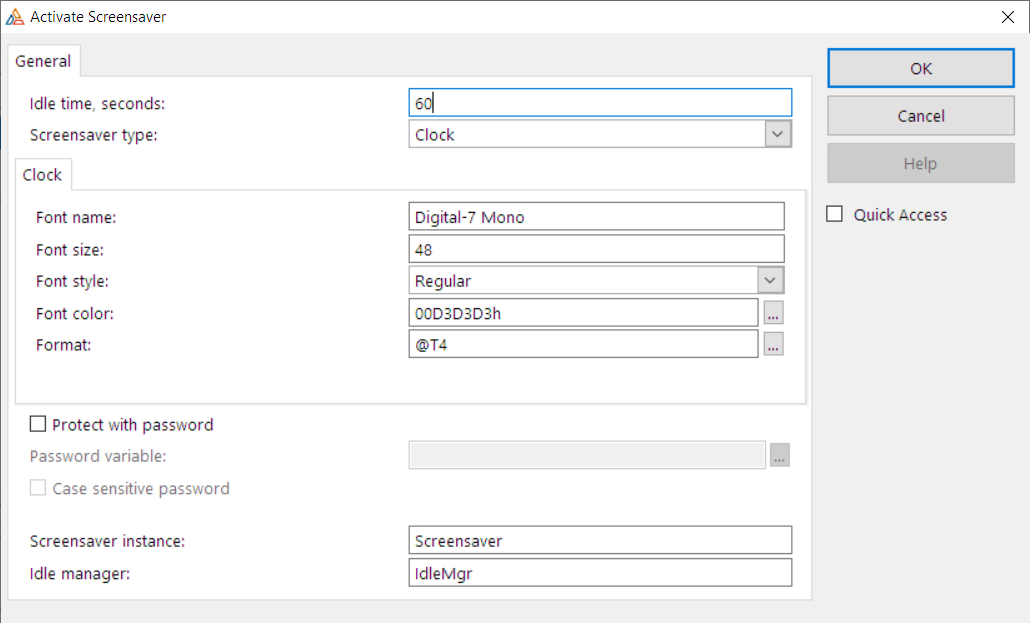 Activate Screensaver
General
OK
Idle time, seconds: 60
Cancel
Screensaver type: Clock
Help
Clock
Quick Access
Font name: Digital-7 Mono
Font size: 48
Font style: Regular
Font color: 00D3D3D3h ...
Format: @T4 ...
Protect with password
Password variable: ...
Case sensitive password
Screensaver instance: Screensaver
Idle manager: IdleMgr